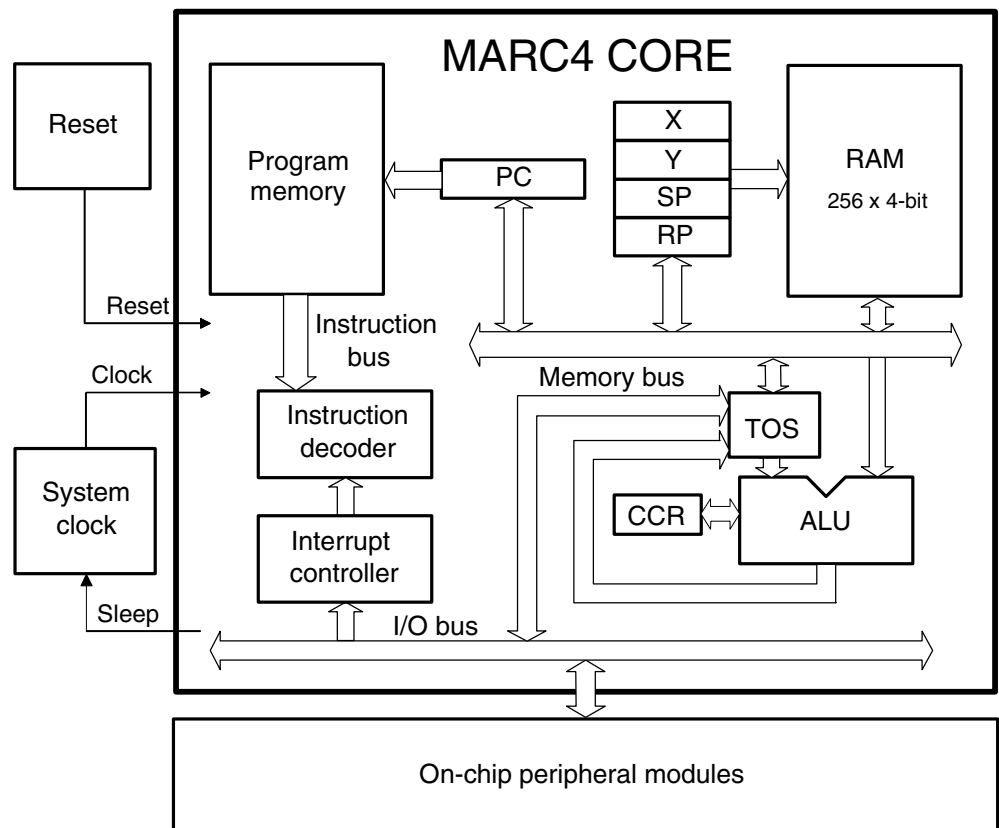 MARC4 CORE
Reset
Program
memory
PC
X
Y
SP
RP
RAM
256 x 4-bit
Reset
Instruction
bus
Clock
Memory bus
Instruction
decoder
TOS
System
clock
CCR
ALU
Interrupt
controller
Sleep
I/O bus
On-chip peripheral modules